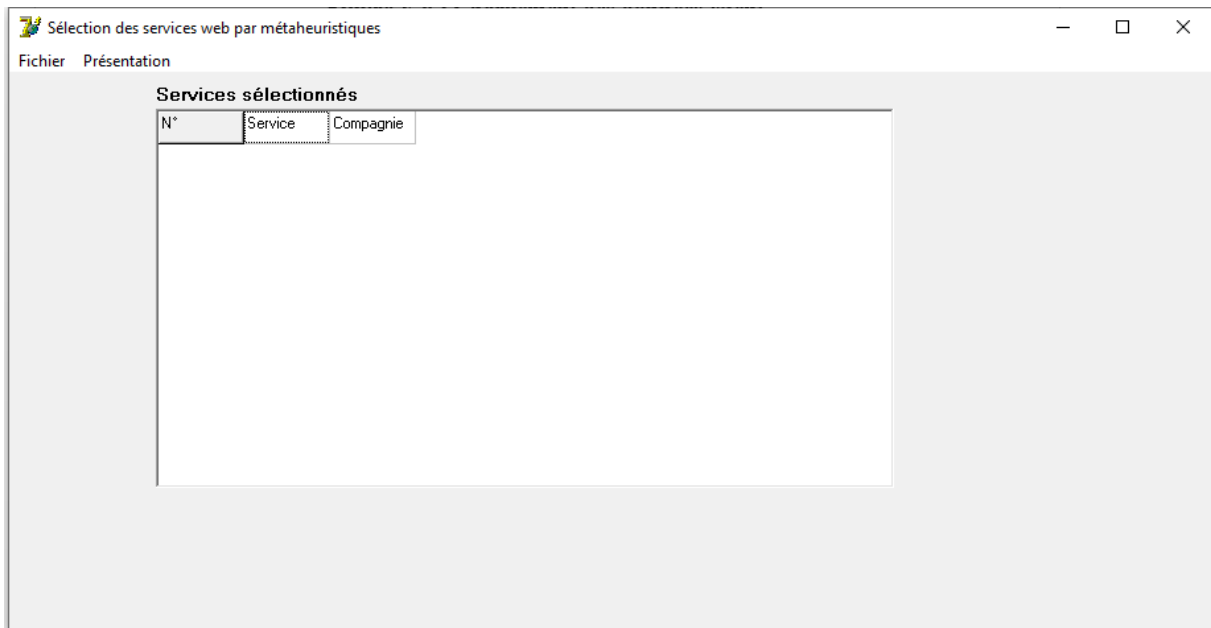 Sélection des services web par métaheuristiques
Fichier Présentation
Services sélectionnés
N° Service Compagnie